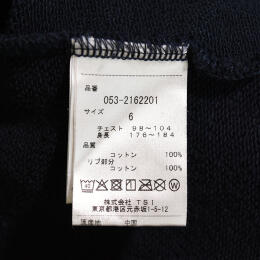 品番
053-2162201
サイズ
6
チェスト 98～104
身長 176～184
品質
コットン 100%
リブ部分
コットン 100%
株式会社 TSI
東京都港区元赤坂1-5-12
原産地 中国